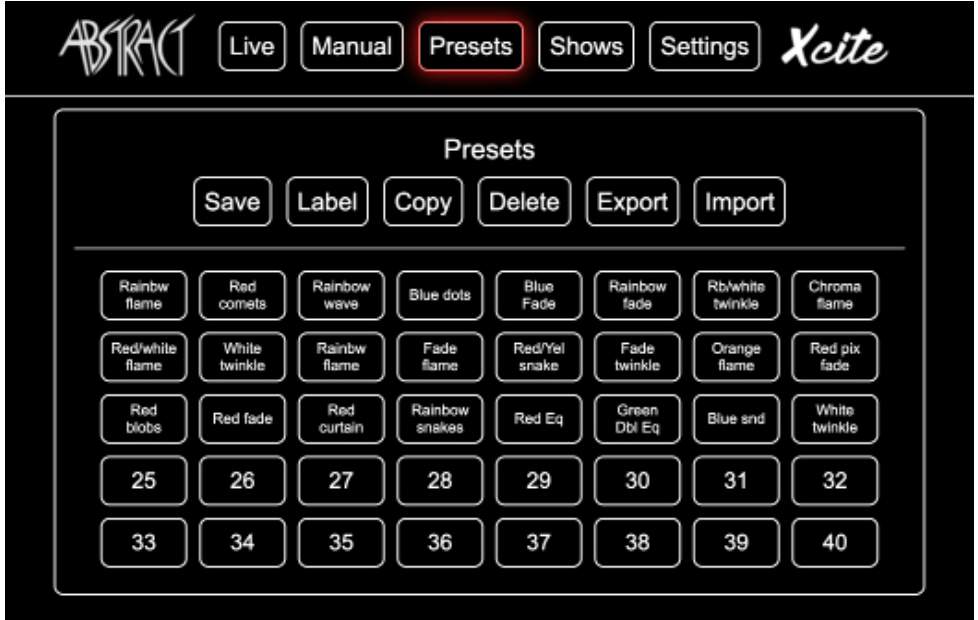 ABSTRACT Live Manual Presets Shows Settings Xcite
Presets
Save Label Copy Delete Export Import
Rainbw flame Red comets Rainbow wave Blue dots Blue Fade Rainbow fade Rb/white twinkle Chroma flame
Red/white flame White twinkle Rainbw flame Fade flame Red/Yel snake Fade twinkle Orange flame Red pix fade
Red blobs Red fade Red curtain Rainbow snakes Red Eq Green Dbl Eq Blue snd White twinkle
25 26 27 28 29 30 31 32
33 34 35 36 37 38 39 40